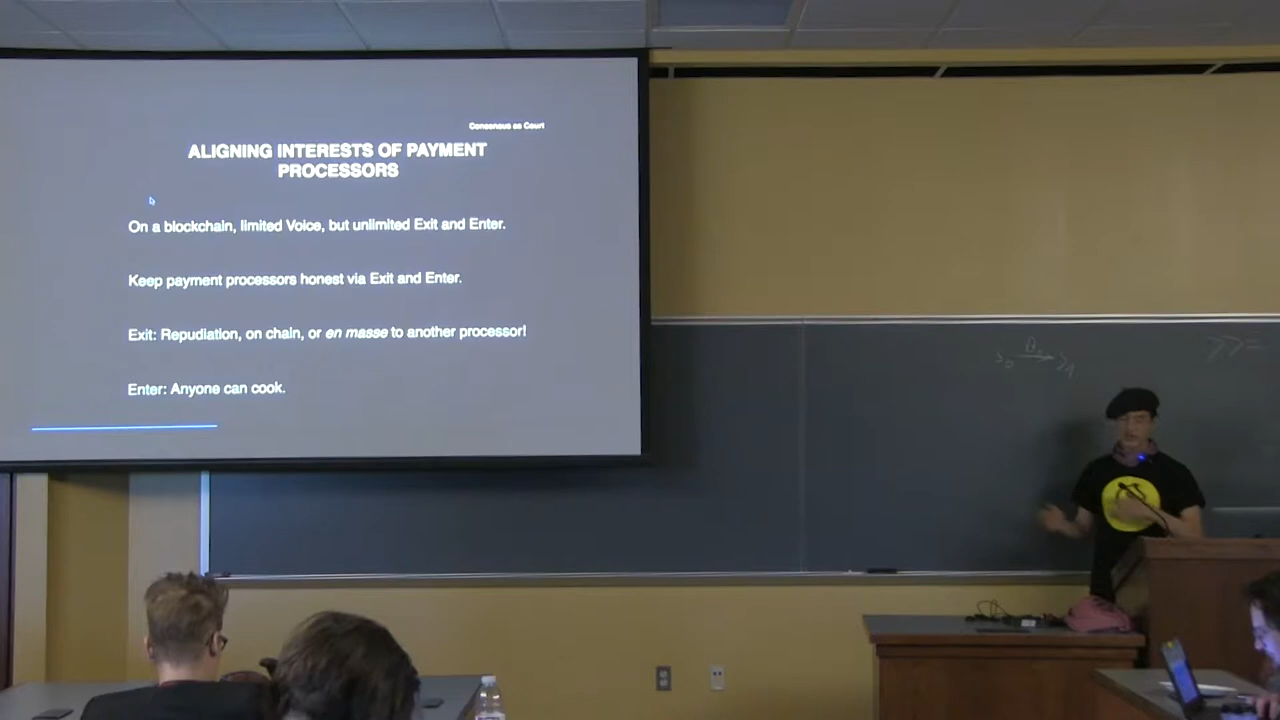 Consensus as Court
ALIGNING INTERESTS OF PAYMENT
PROCESSORS
On a blockchain, limited Voice, but unlimited Exit and Enter.
Keep payment processors honest via Exit and Enter.
Exit: Repudiation, on chain, or en masse to another processor!
Enter: Anyone can cook.